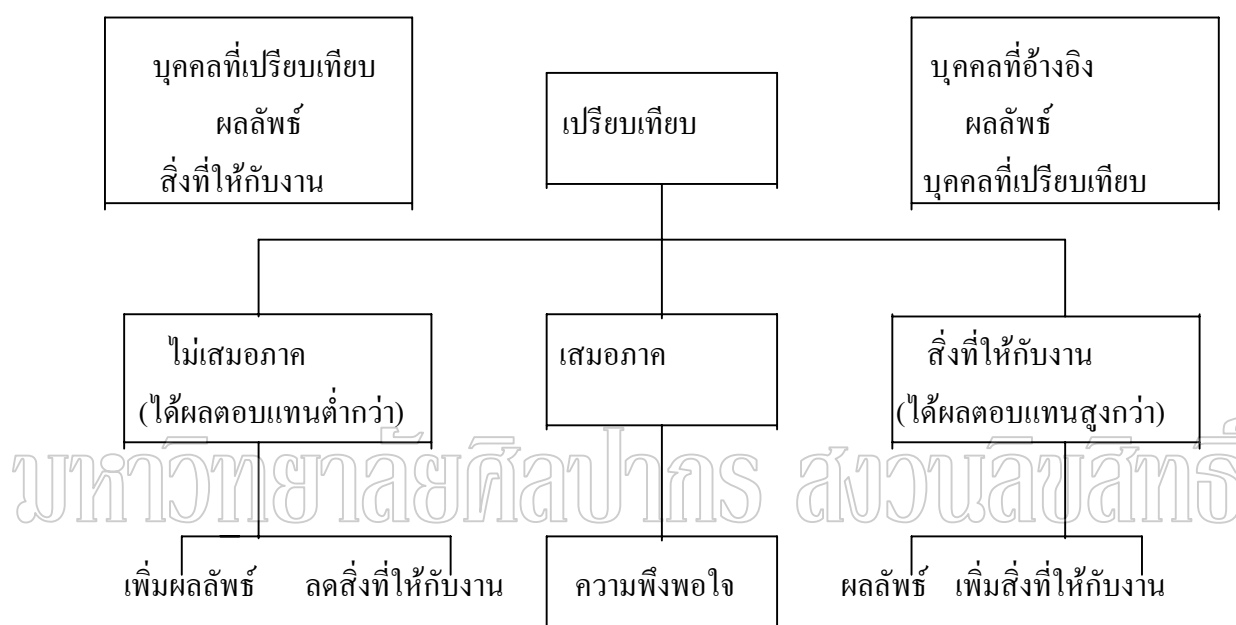 บุคคลที่เปรียบเทียบ
ผลลัพธ์
สิ่งที่ให้กับงาน
เปรียบเทียบ
บุคคลที่อ้างอิง
ผลลัพธ์
บุคคลที่เปรียบเทียบ
ไม่เสมอภาค
(ได้ผลตอบแทนต่ำกว่า)
เสมอภาค
สิ่งที่ให้กับงาน
(ได้ผลตอบแทนสูงกว่า)
มหาวิทยาลัยศิลปากร สงวนลิขสิทธิ์
เพิ่มผลลัพธ์
ลดสิ่งที่ให้กับงาน
ความพึงพอใจ
ผลลัพธ์
เพิ่มสิ่งที่ให้กับงาน